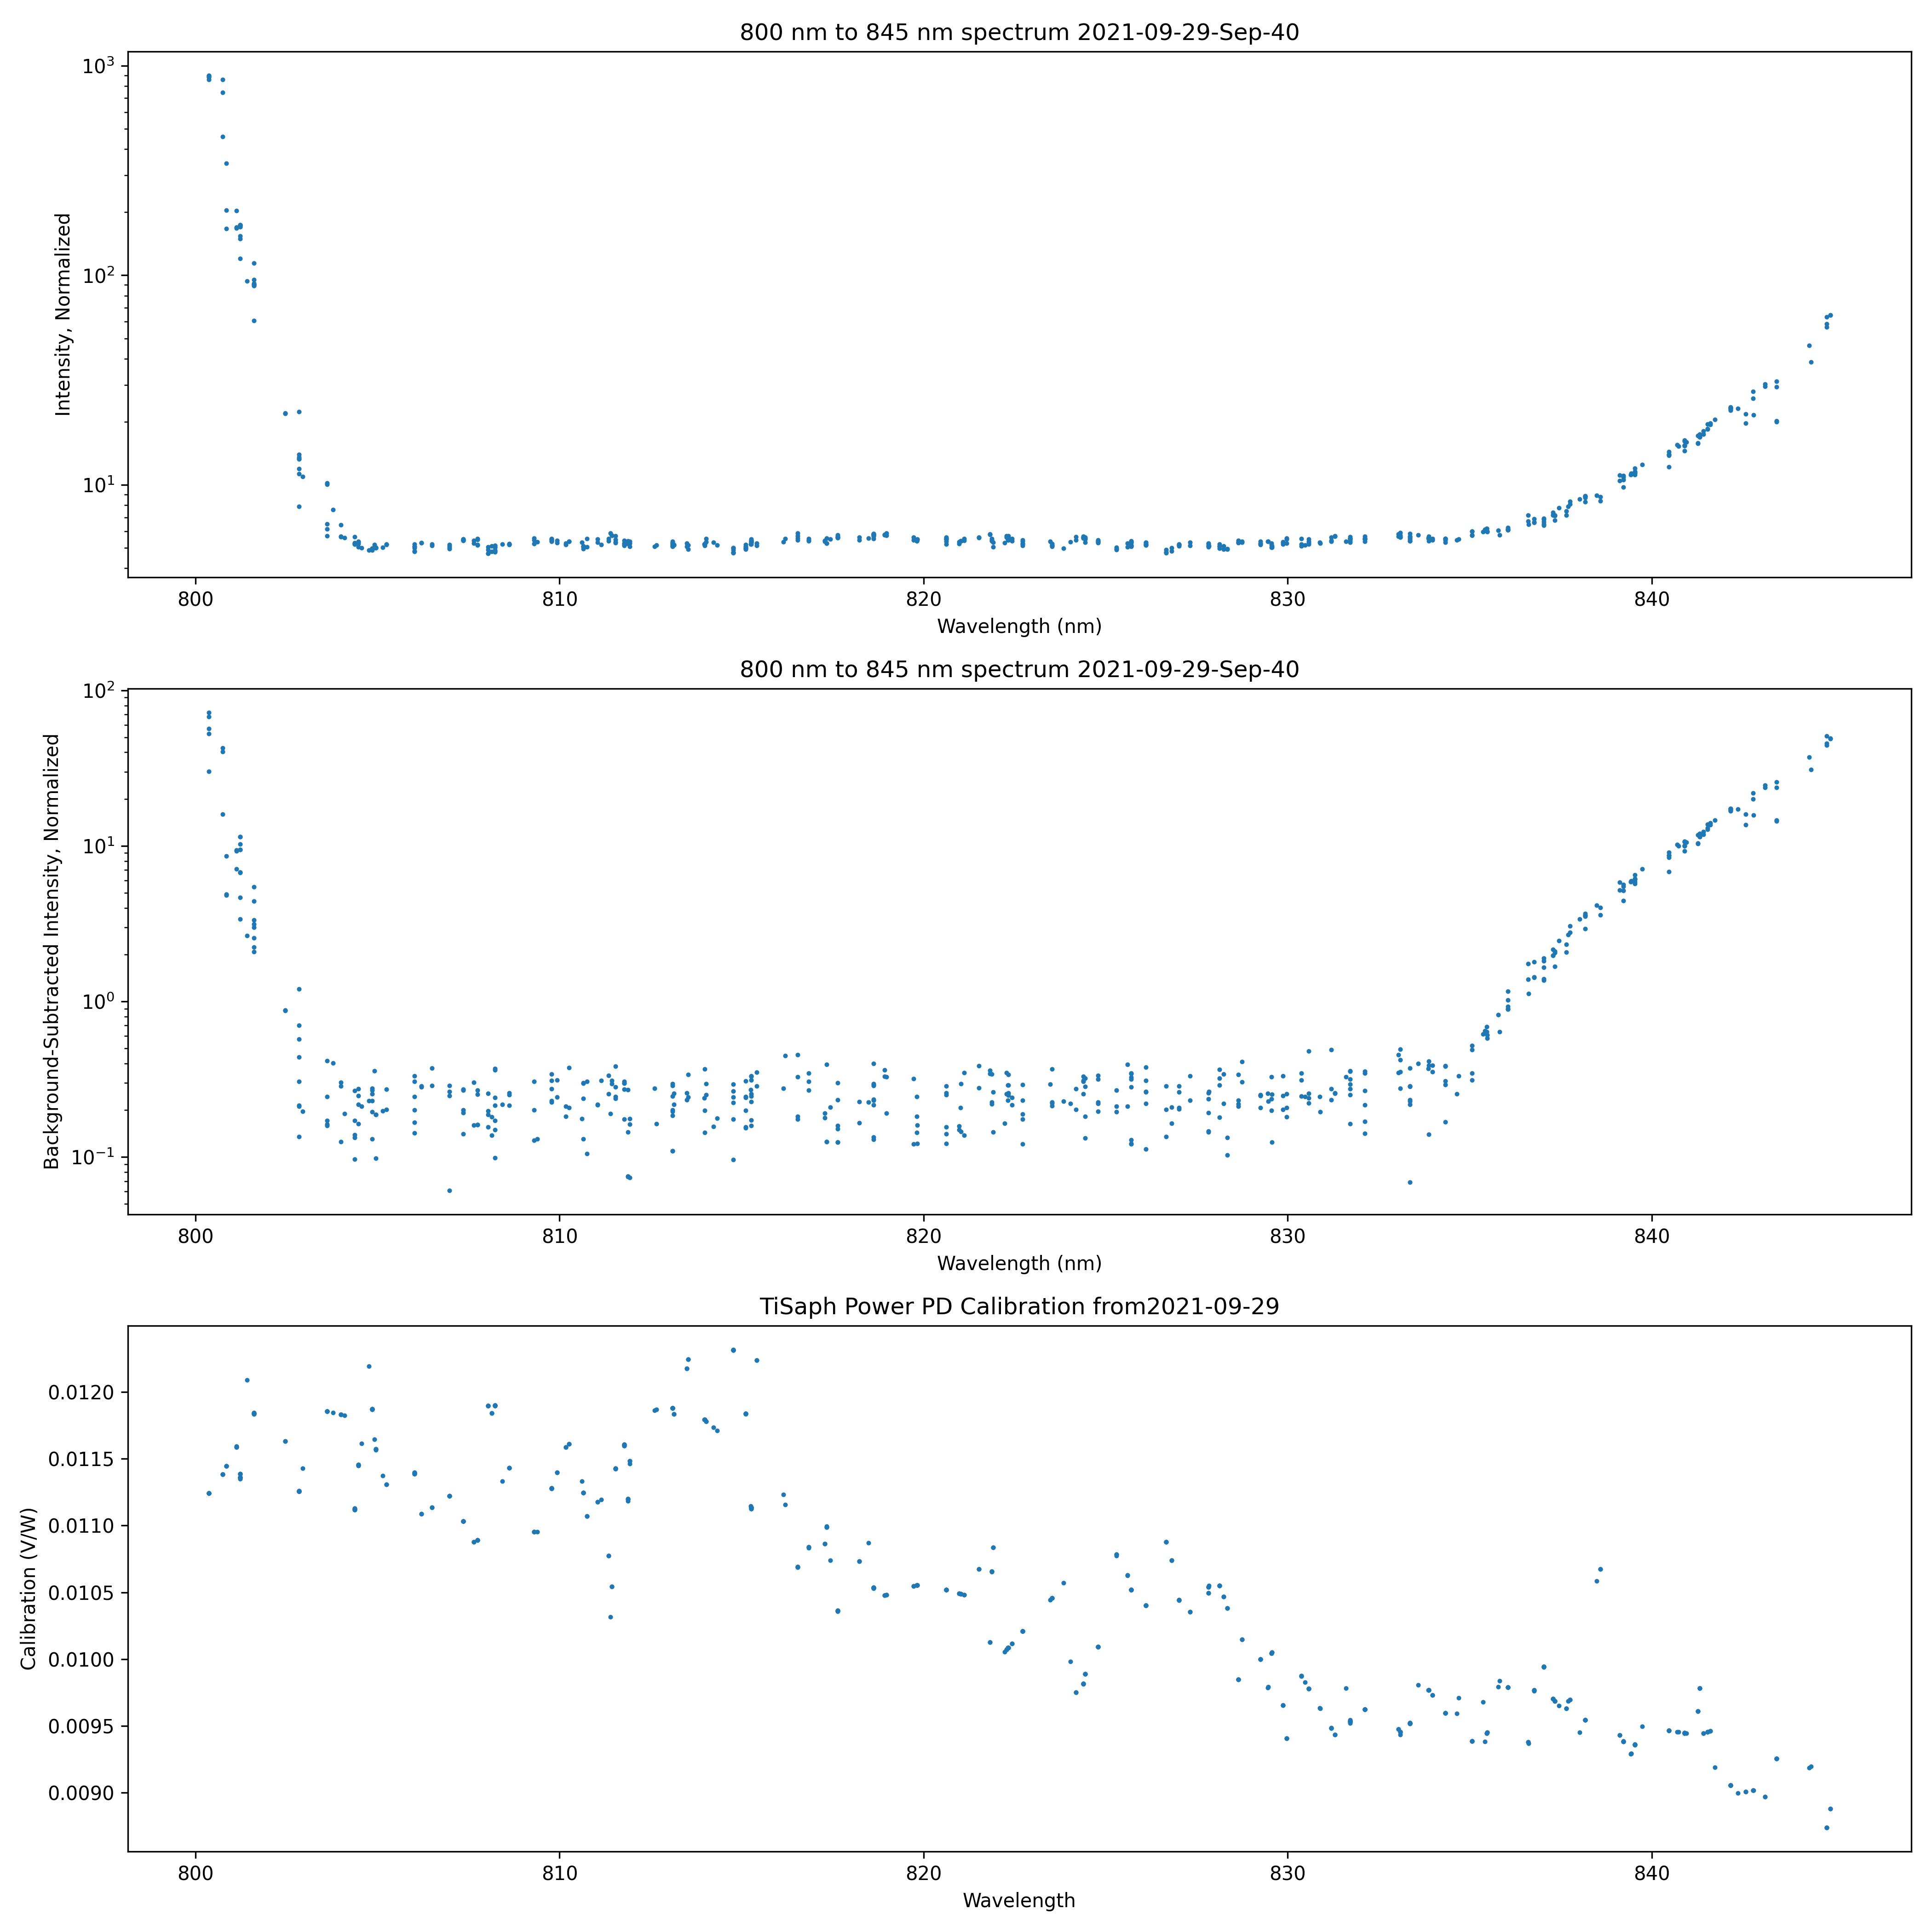 800 nm to 845 nm spectrum 2021-09-29-Sep-40
Intensity, Normalized
10³
10²
10¹
800 810 820 830 840
Wavelength (nm)
800 nm to 845 nm spectrum 2021-09-29-Sep-40
Background-Subtracted Intensity, Normalized
10²
10¹
10⁰
10⁻¹
800 810 820 830 840
Wavelength (nm)
TiSaph Power PD Calibration from2021-09-29
Calibration (V/W)
0.0120
0.0115
0.0110
0.0105
0.0100
0.0095
0.0090
800 810 820 830 840
Wavelength